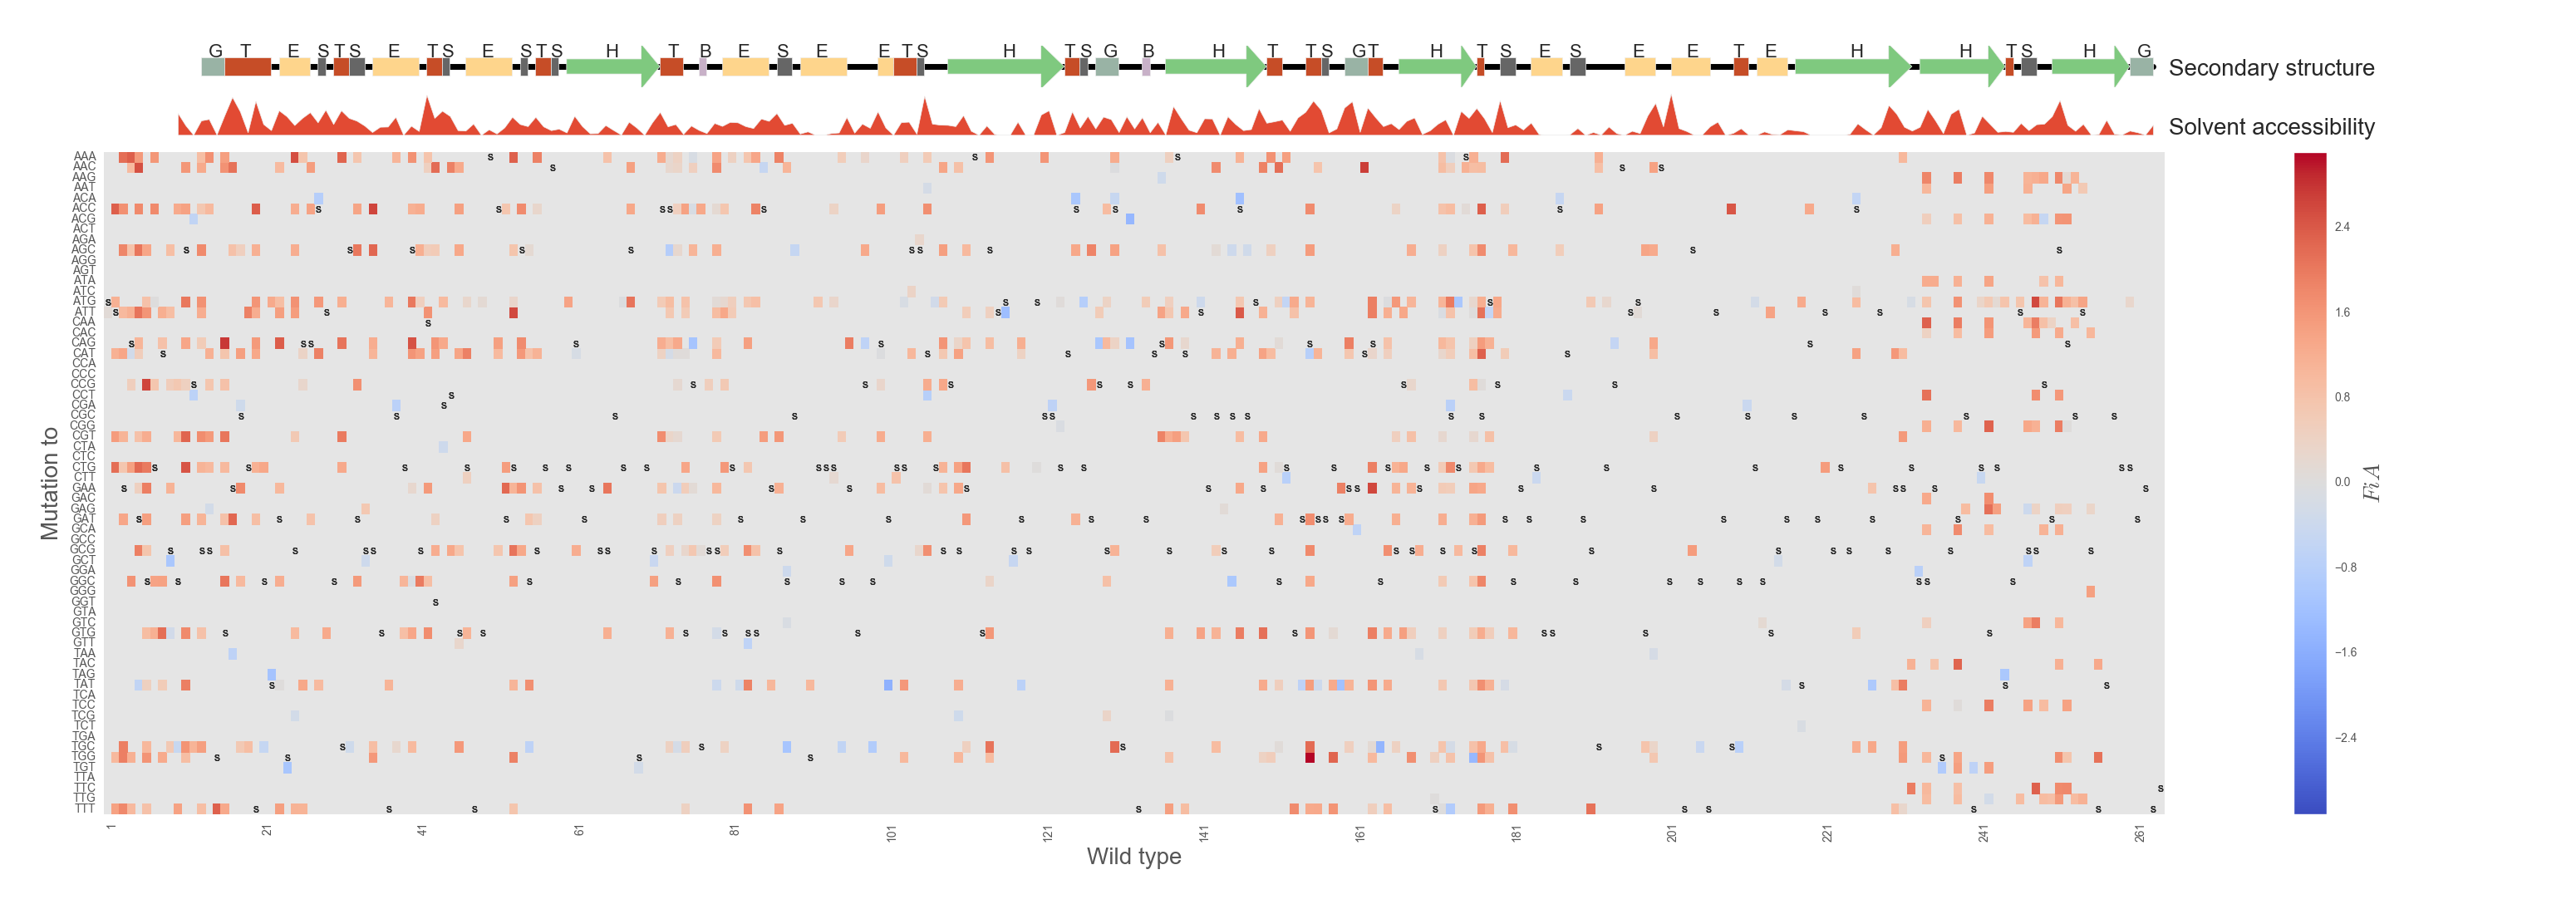 G T E S T S E T S E S T S H T B E S E E T S H T S G B H T T S G T H T S E S E E T E H H T S H G
Secondary structure
Solvent accessibility
AAA
AAC
AAG
AAT
ACA
ACC
ACG
ACT
AGA
AGC
AGG
AGT
ATA
ATC
ATG
ATT
CAA
CAC
CAG
CAT
CCA
CCC
CCG
CCT
CGA
CGC
CGG
CGT
CTA
CTC
CTG
CTT
GAA
GAC
GAG
GAT
GCA
GCC
GCG
GCT
GGA
GGC
GGG
GGT
GTA
GTC
GTG
GTT
TAA
TAC
TAG
TAT
TCA
TCC
TCG
TCT
TGA
TGC
TGG
TGT
TTA
TTC
TTG
TTT
Mutation to
1 21 41 61 81 101 121 141 161 181 201 221 241 261
Wild type
2.4
1.6
0.8
0.0
−0.8
−1.6
−2.4
FiA